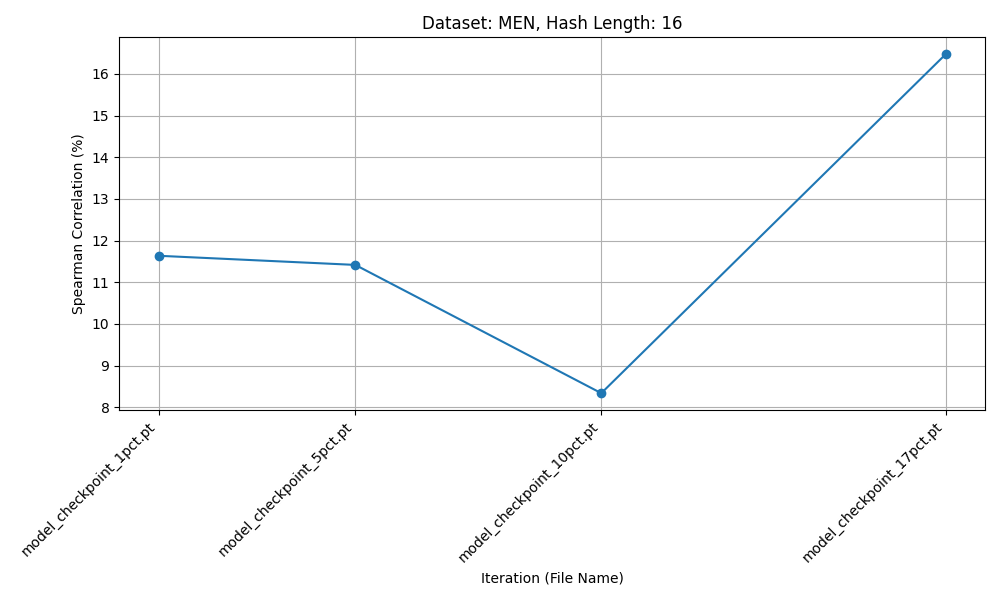 Dataset: MEN, Hash Length: 16
Spearman Correlation (%)
16
15
14
13
12
11
10
9
8
model_checkpoint_1pct.pt
model_checkpoint_5pct.pt
model_checkpoint_10pct.pt
model_checkpoint_17pct.pt
Iteration (File Name)